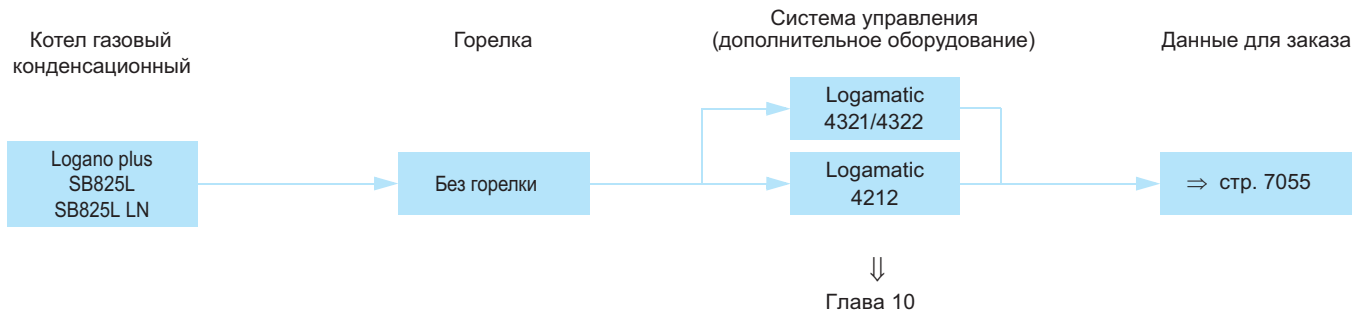 Котел газовый
конденсационный
Горелка
Система управления
(дополнительное оборудование)
Данные для заказа
Logano plus
SB825L
SB825L LN
Без горелки
Logamatic
4321/4322
Logamatic
4212
⇒ стр. 7055
⇓
Глава 10